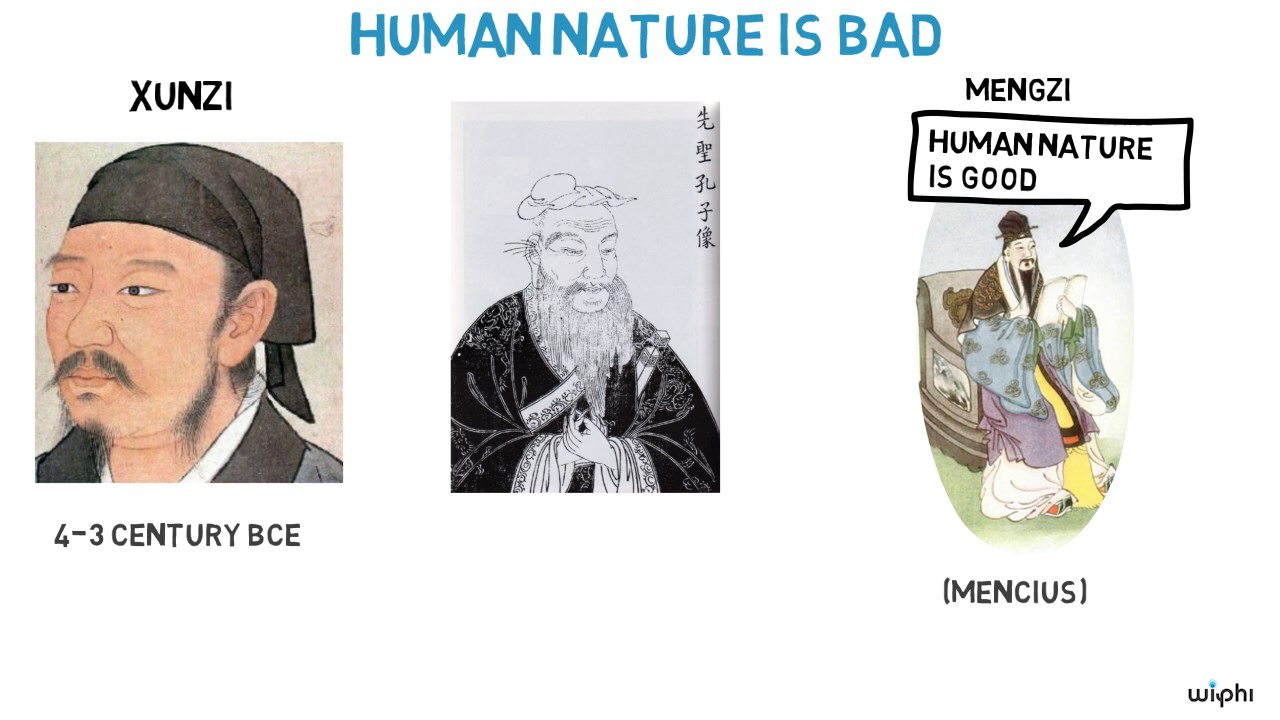 HUMAN NATURE IS BAD
XUNZI
4-3 CENTURY BCE
先聖孔子像
MENGZI
HUMAN NATURE
IS GOOD
(MENCIUS)
wiphi